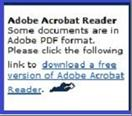 Adobe Acrobat Reader
Some documents are in
Adobe PDF format.
Please click the following
link to download a free
version of Adobe Acrobat
Reader.